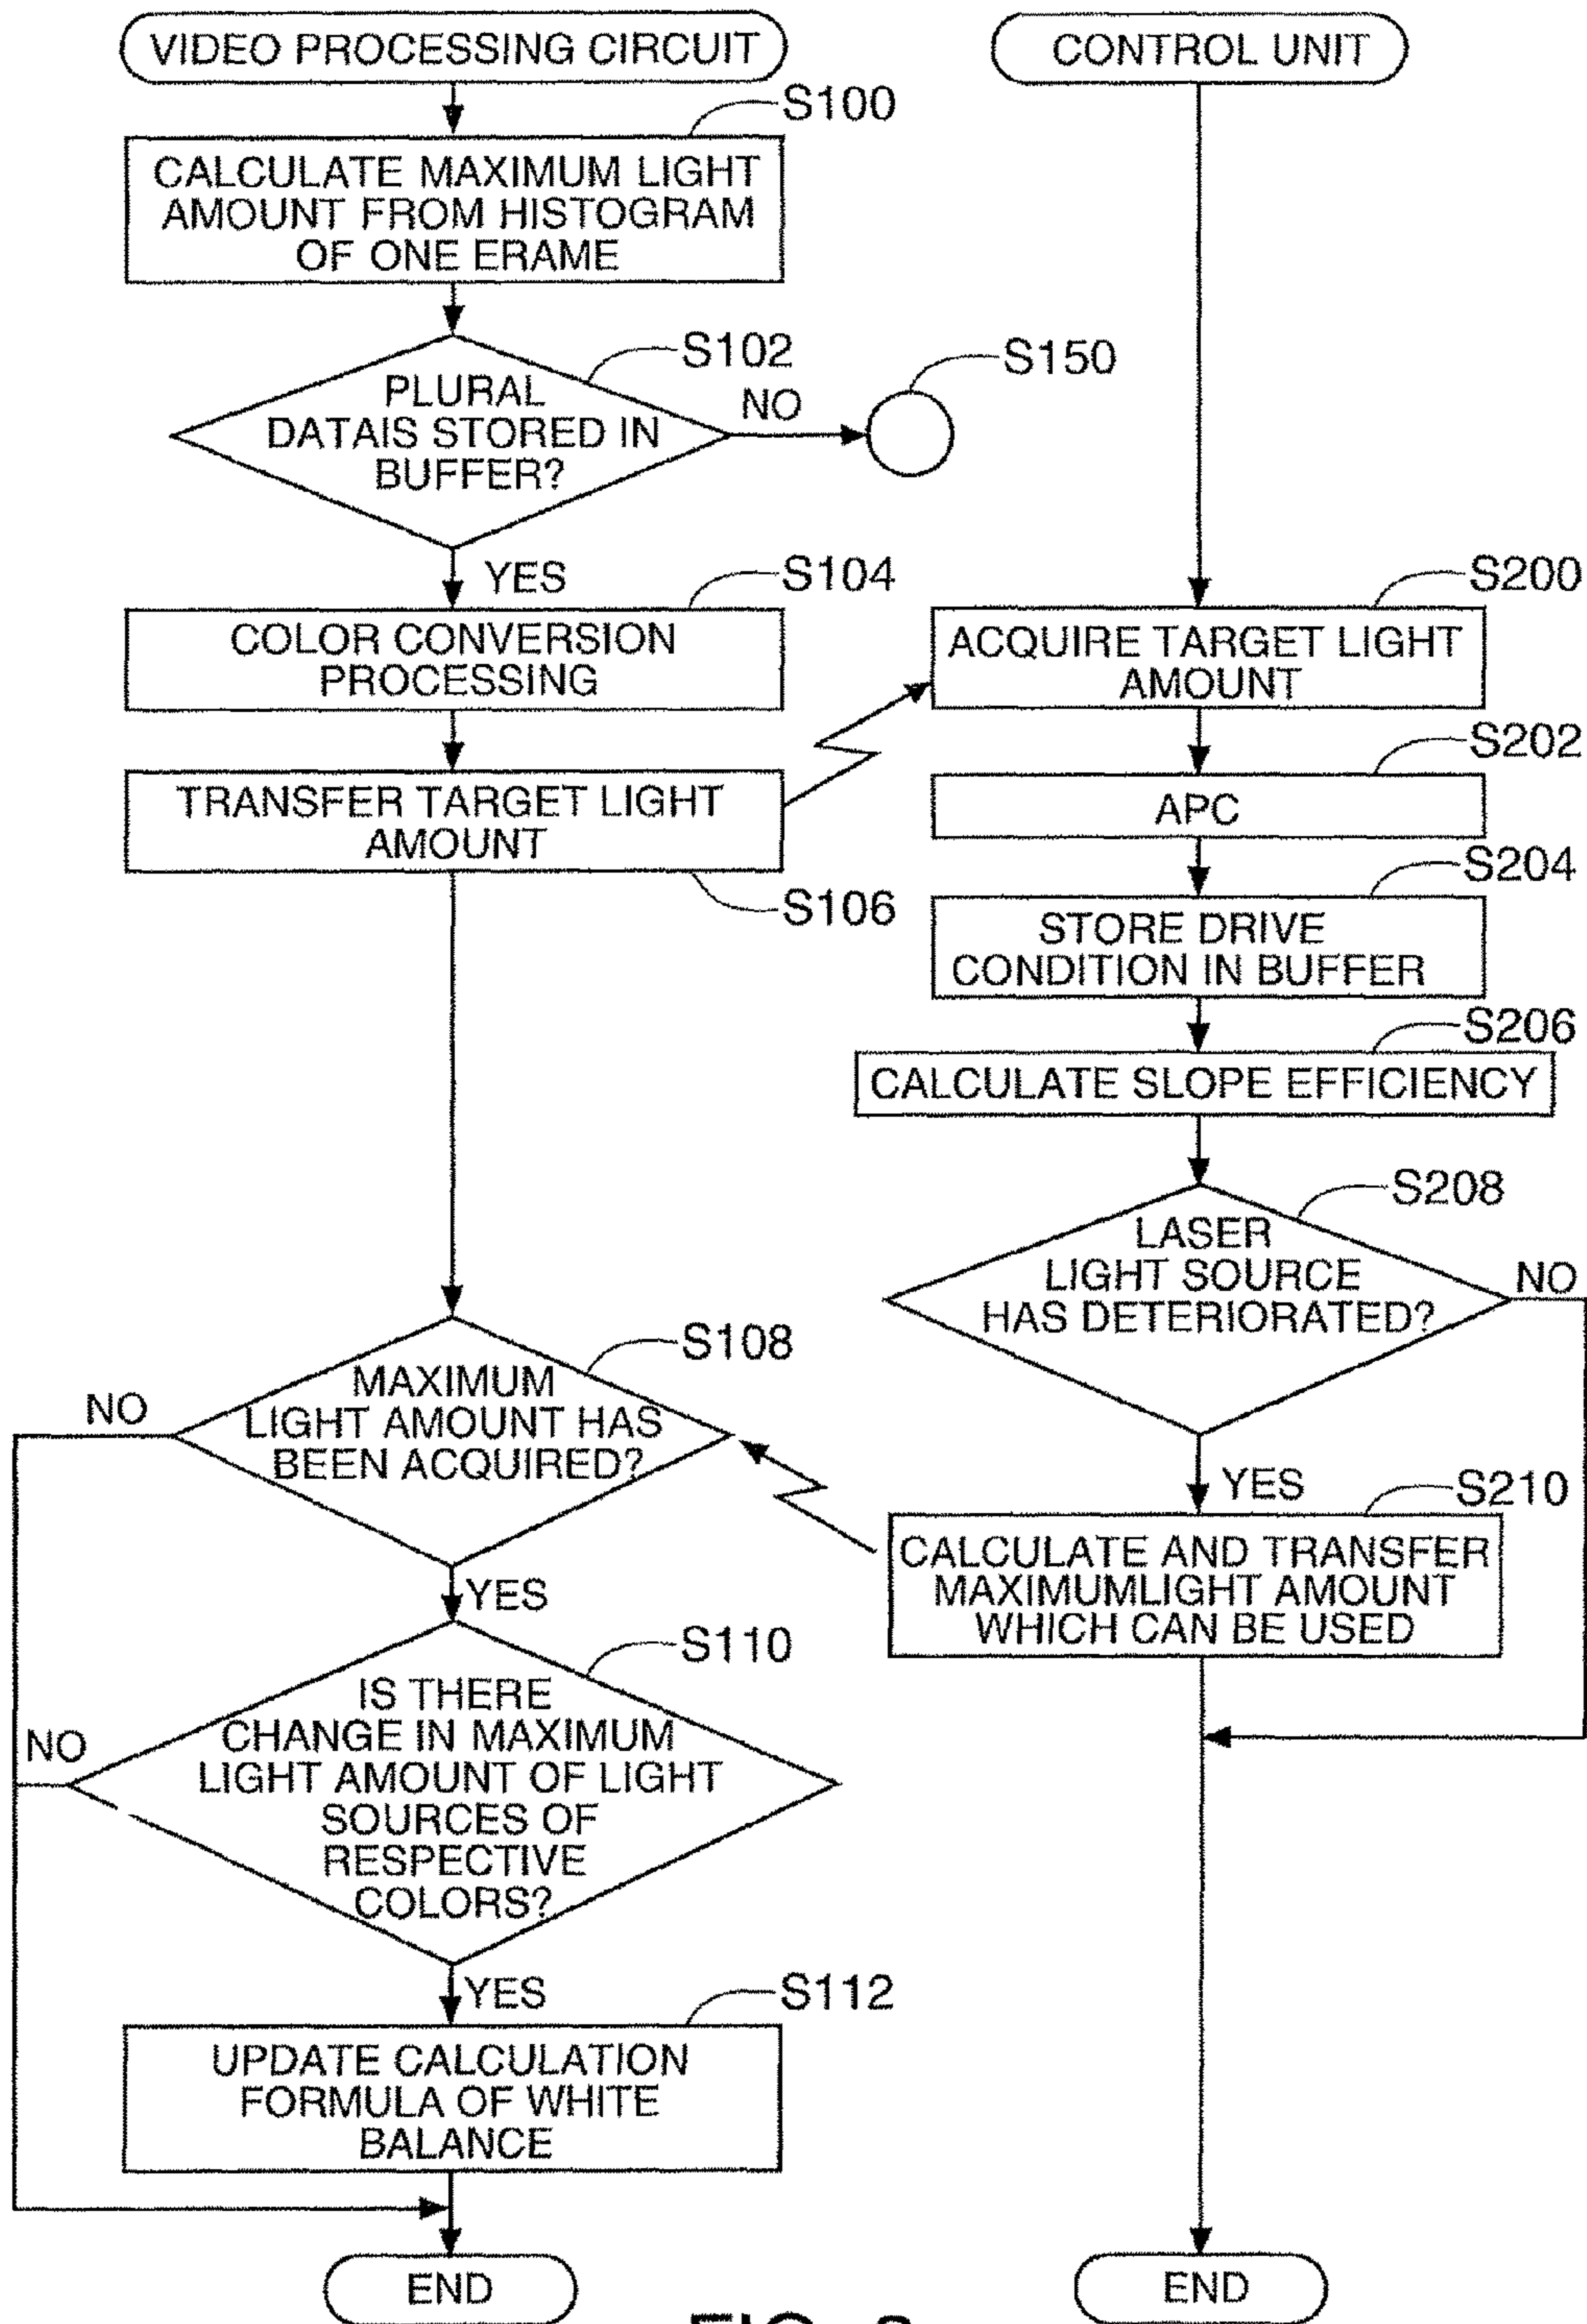 VIDEO PROCESSING CIRCUIT
S100
CALCULATE MAXIMUM LIGHT
AMOUNT FROM HISTOGRAM
OF ONE ERAME
S102
PLURAL
DATAIS STORED IN
BUFFER?
NO
S150
YES
S104
COLOR CONVERSION
PROCESSING
TRANSFER TARGET LIGHT
AMOUNT
S106
S108
MAXIMUM
LIGHT AMOUNT HAS
BEEN ACQUIRED?
NO
YES
S110
IS THERE
CHANGE IN MAXIMUM
LIGHT AMOUNT OF LIGHT
SOURCES OF
RESPECTIVE
COLORS?
NO
YES
S112
UPDATE CALCULATION
FORMULA OF WHITE
BALANCE
END
CONTROL UNIT
S200
ACQUIRE TARGET LIGHT
AMOUNT
S202
APC
S204
STORE DRIVE
CONDITION IN BUFFER
S206
CALCULATE SLOPE EFFICIENCY
S208
LASER
LIGHT SOURCE
HAS DETERIORATED?
NO
YES
S210
CALCULATE AND TRANSFER
MAXIMUMLIGHT AMOUNT
WHICH CAN BE USED
END